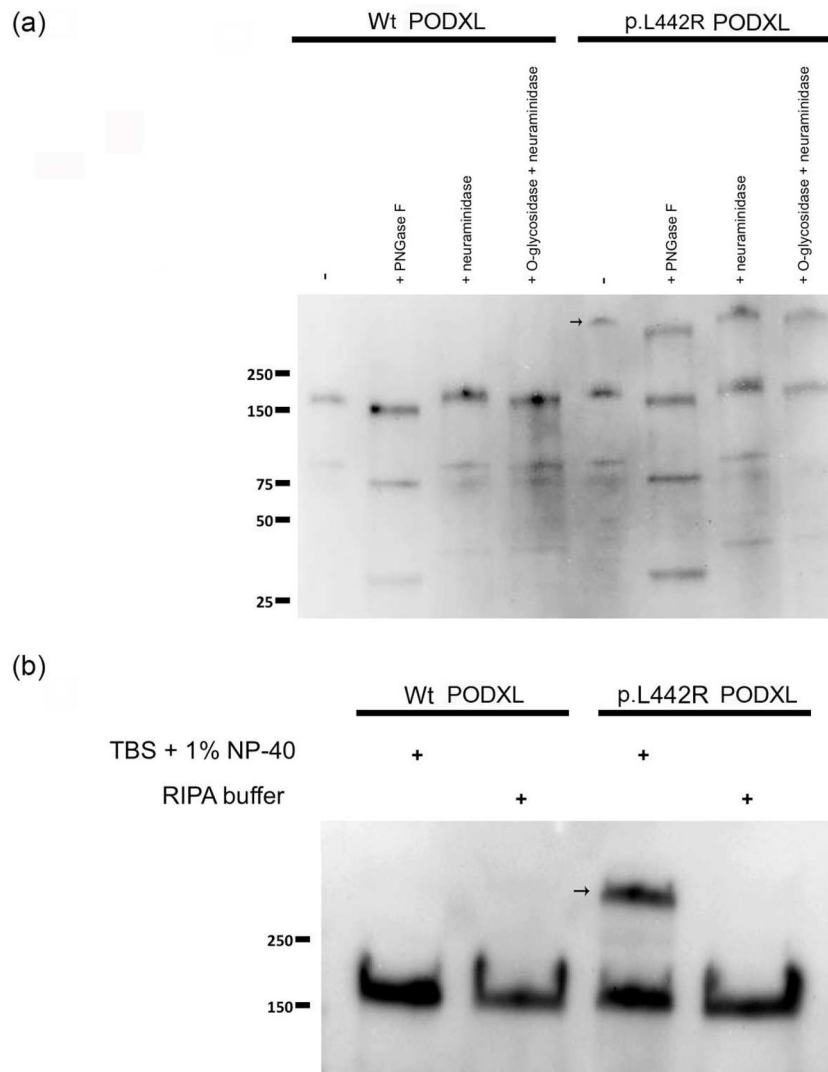 (a)
Wt PODXL
p.L442R PODXL
-
+ PNGase F
+ neuraminidase
+ O-glycosidase + neuraminidase
-
+ PNGase F
+ neuraminidase
+ O-glycosidase + neuraminidase
→
250
150
75
50
25
(b)
Wt PODXL
p.L442R PODXL
TBS + 1% NP-40
+
+
RIPA buffer
+
+
→
250
150